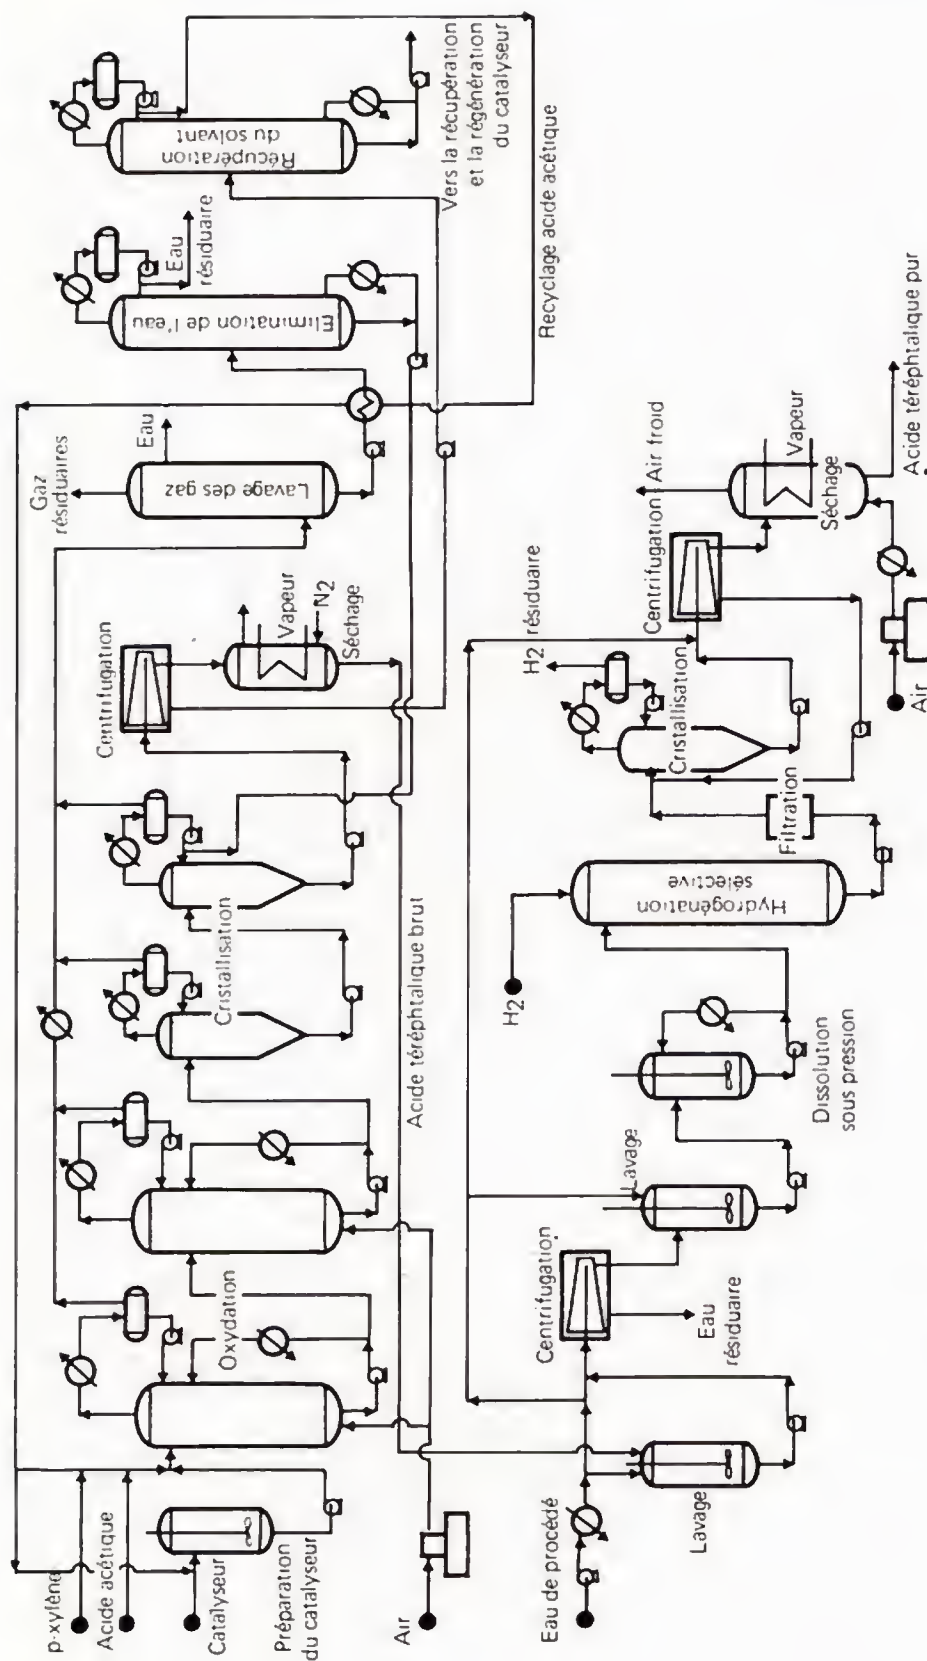 p-xylène
Acide acétique
Catalyseur
Préparation
du catalyseur
Air
Oxydation
Cristallisation
Acide téréphtalique brut
Centrifugation
Vapeur
N2
Séchage
Gaz
résiduaires
Lavage des gaz
Eau
Elimination de l'eau
Eau
résiduaire
Récupération
du solvant
Vers la récupération
et la régénération
du catalyseur
Recyclage acide acétique
Eau de procédé
Lavage
Centrifugation
Eau
résiduaire
Lavage
Dissolution
sous pression
H2
Hydrogénation
sélective
Filtration
H2 résiduaire
Cristallisation
Centrifugation
Air froid
Vapeur
Séchage
Air
Acide téréphtalique pur